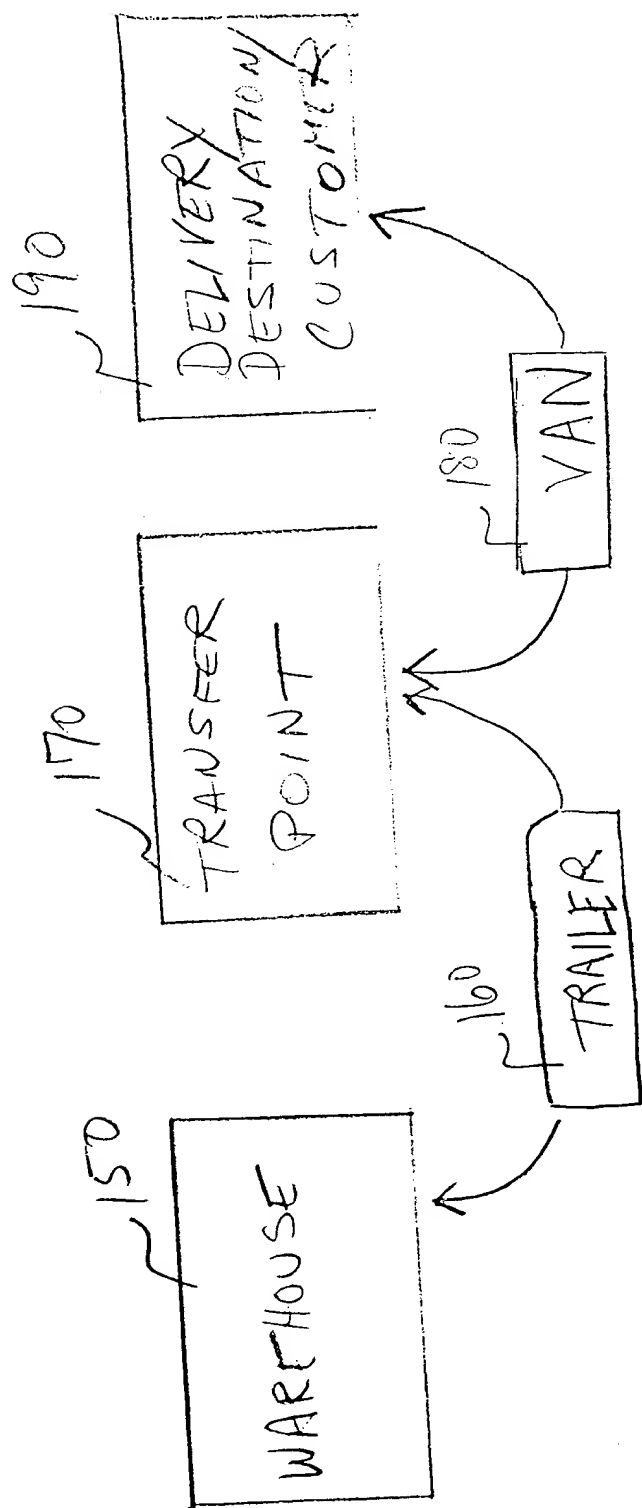 150
WAREHOUSE
160
TRAILER
170
TRANSFER
POINT
180
VAN
190
DELIVERY
DESTINATION/
CUSTOMER